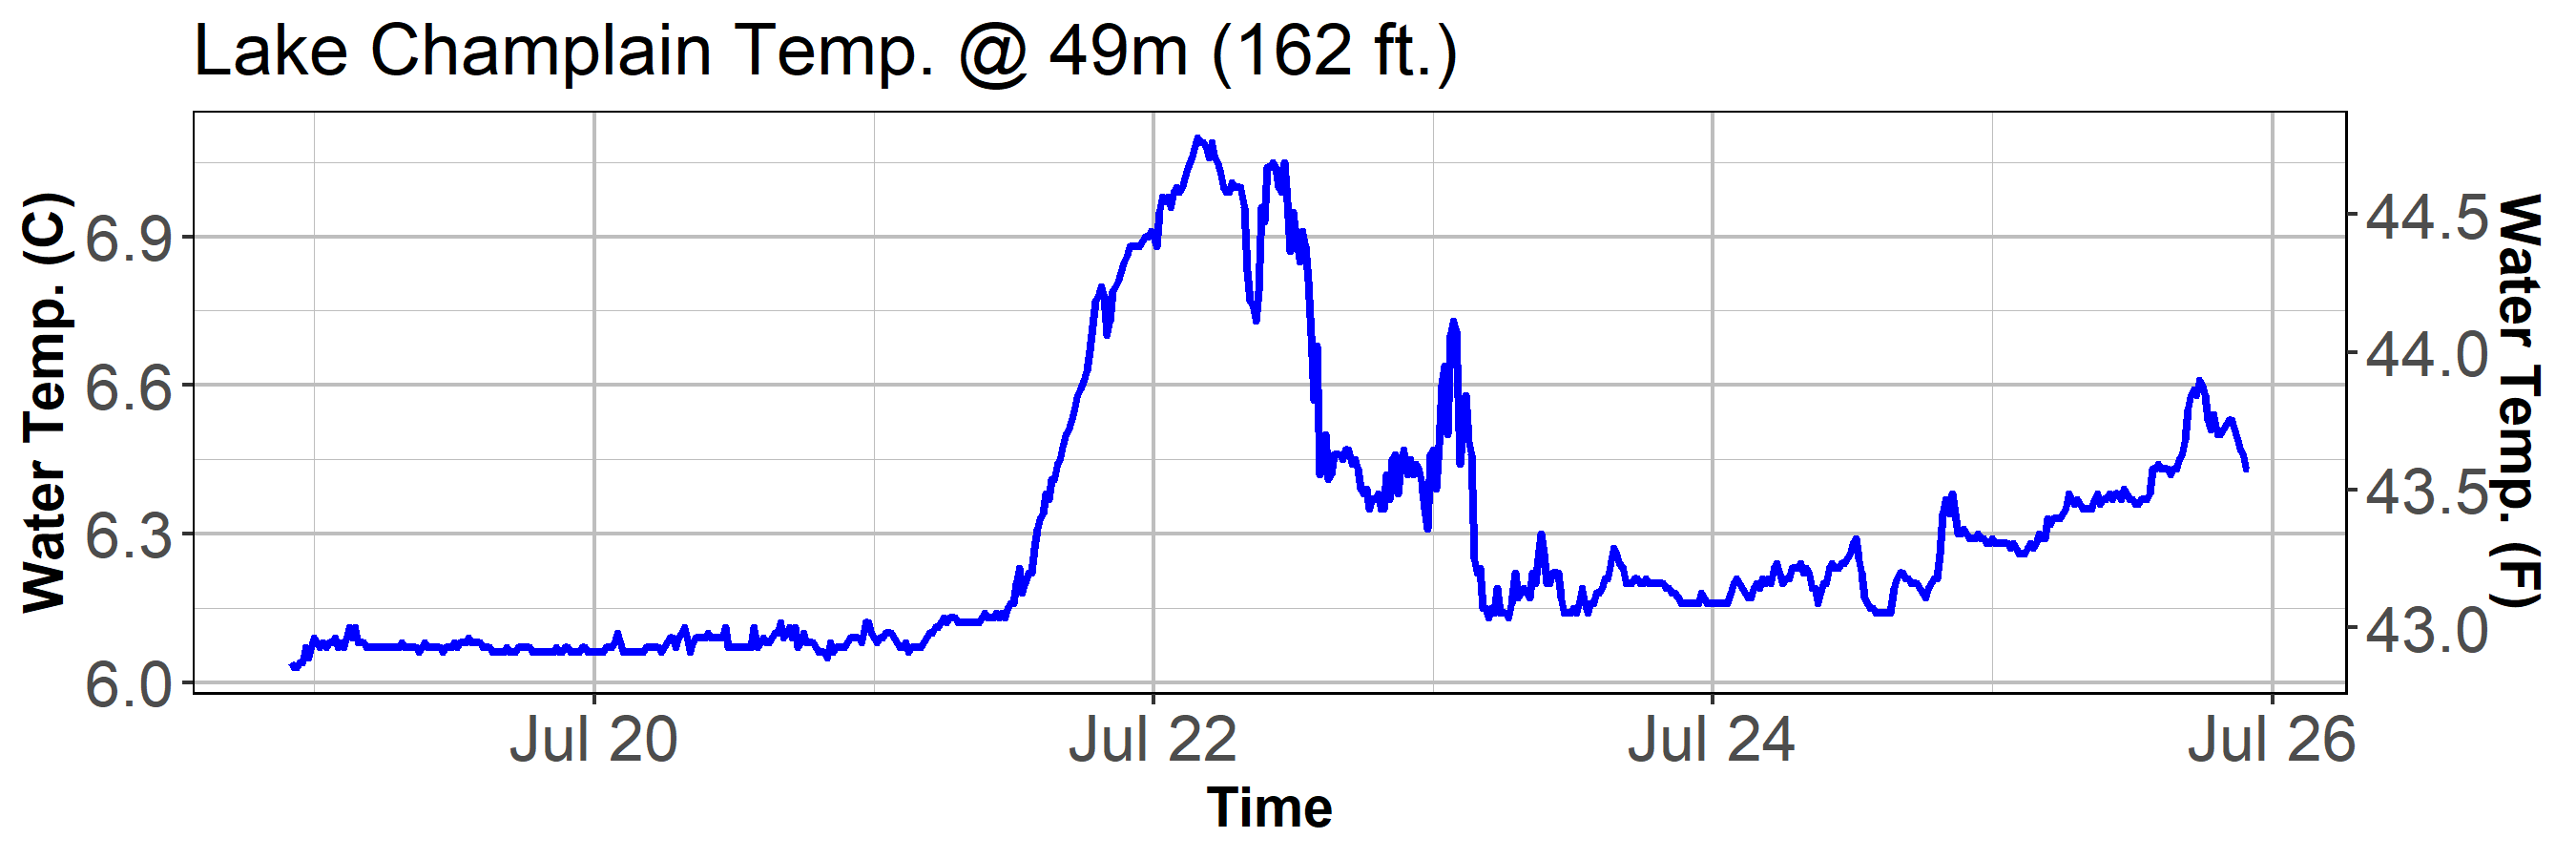 Lake Champlain Temp. @ 49m (162 ft.)
Water Temp. (C)
6.9
6.6
6.3
6.0
44.5
44.0
43.5
43.0
Water Temp. (F)
Jul 20
Jul 22
Jul 24
Jul 26
Time